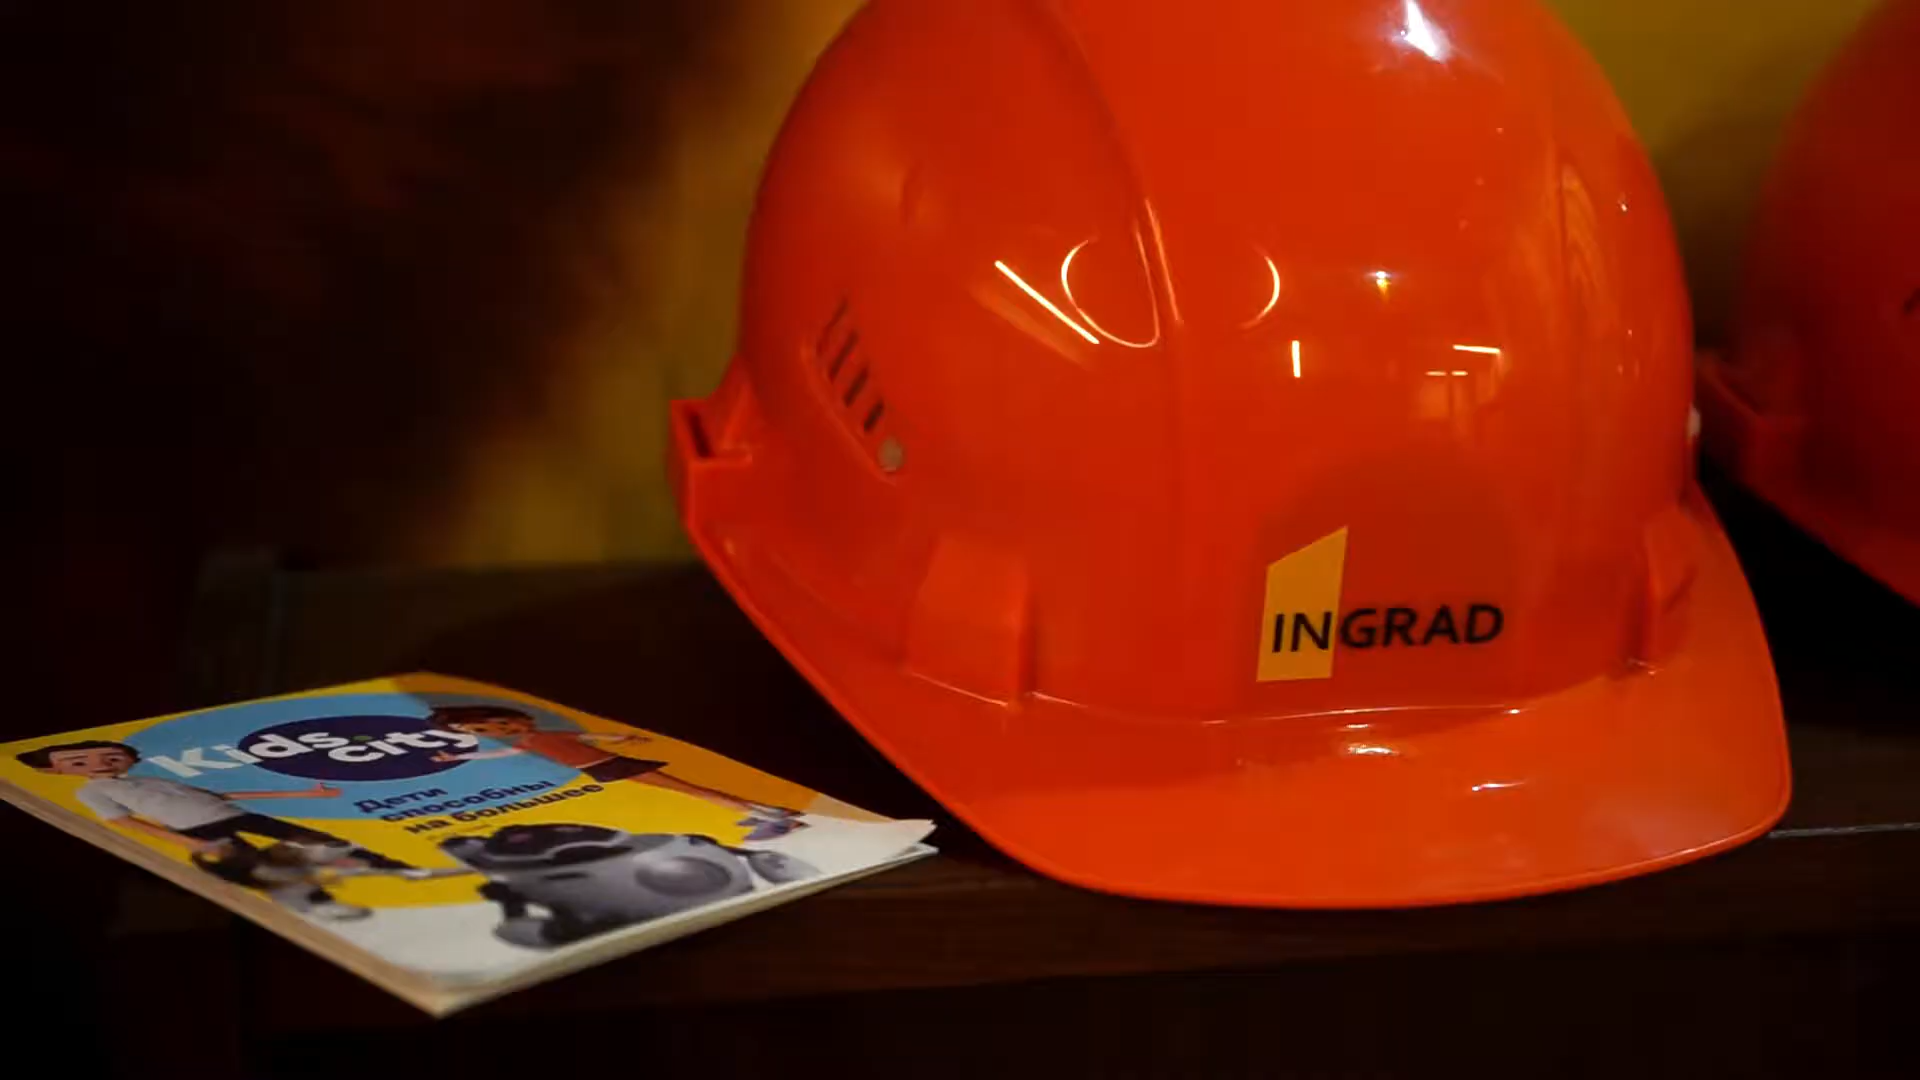 Kids.city
Дети
способны
на большее
INGRAD